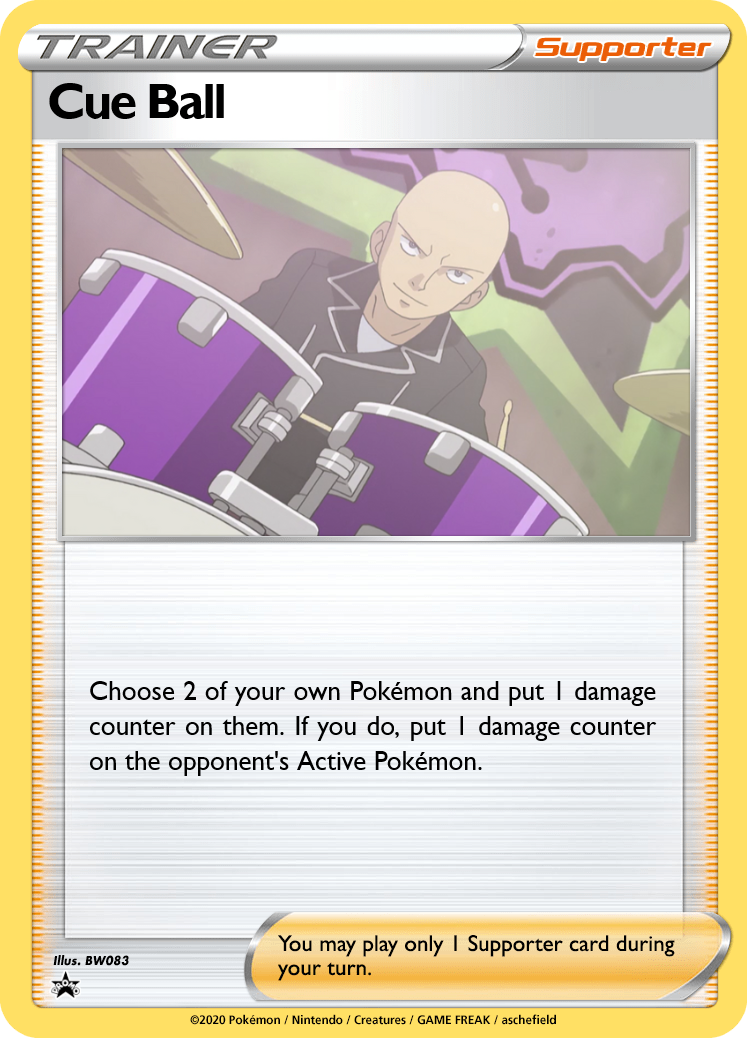 TRAINER
Supporter
Cue Ball
Choose 2 of your own Pokémon and put 1 damage
counter on them. If you do, put 1 damage counter
on the opponent's Active Pokémon.
You may play only 1 Supporter card during
your turn.
Illus. BW083
PROMO
©2020 Pokémon / Nintendo / Creatures / GAME FREAK / aschefield